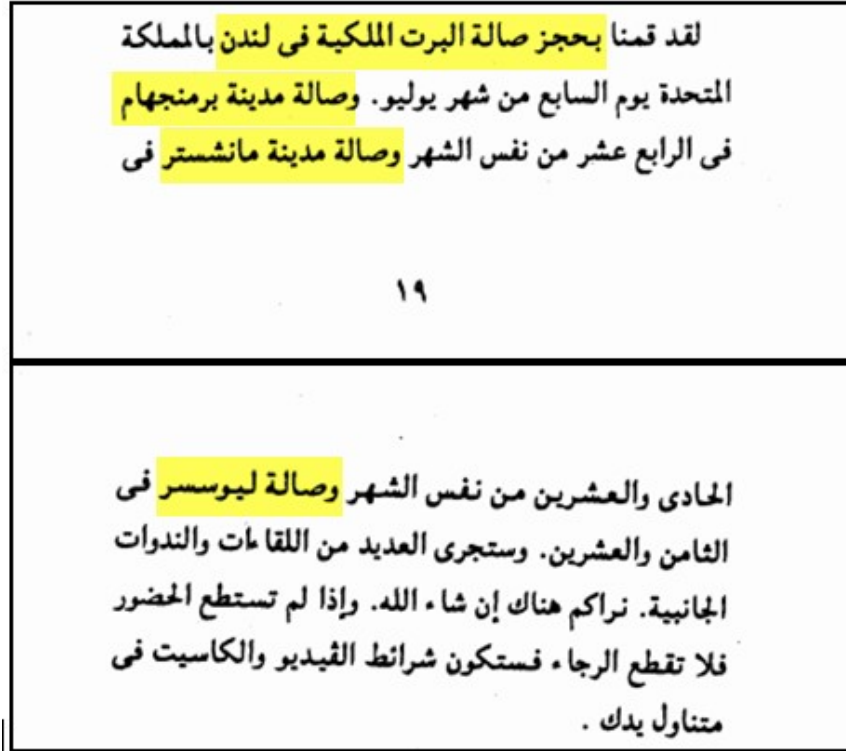 لقد قمنا بحجز صالة البرت الملكية فى لندن بالمملكة
المتحدة يوم السابع من شهر يوليو. وصالة مدينة برمنجهام
فى الرابع عشر من نفس الشهر وصالة مدينة مانشستر فى
١٩
الحادى والعشرين من نفس الشهر وصالة ليوسسر فى
الثامن والعشرين. وستجرى العديد من اللقاءات والندوات
الجانبية. نراكم هناك إن شاء الله. وإذا لم تستطع الحضور
فلا تقطع الرجاء فستكون شرائط الڤيديو والكاسيت فى
متناول يدك .